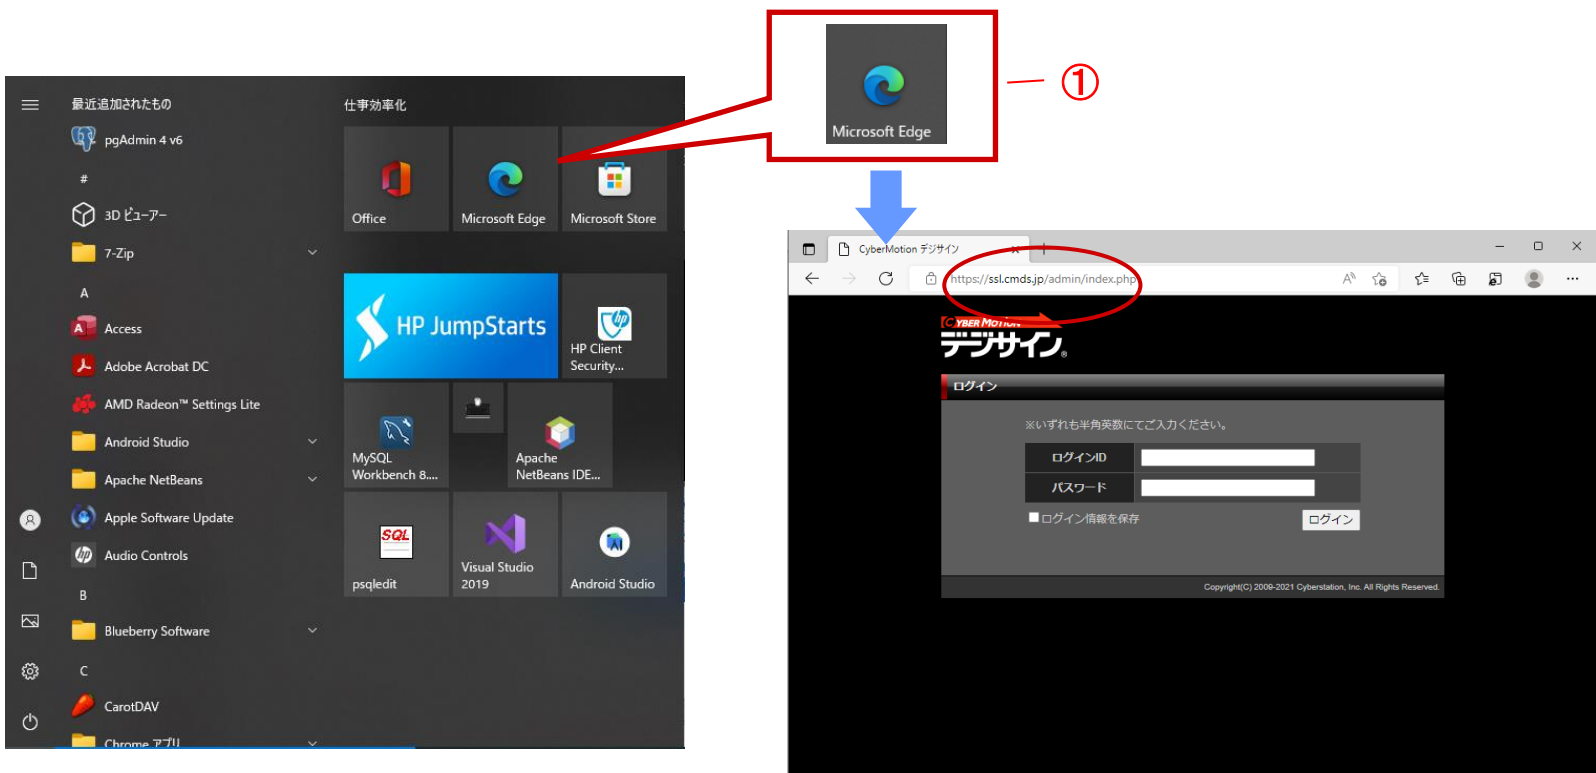 最近追加されたもの
pgAdmin 4 v6
#
3D ビューアー
7-Zip
A
Access
Adobe Acrobat DC
AMD Radeon™ Settings Lite
Android Studio
Apache NetBeans
Apple Software Update
Audio Controls
B
Blueberry Software
C
CarotDAV
Chrome アプリ
仕事効率化
Office
Microsoft Edge
Microsoft Store
HP JumpStarts
HP Client
Security...
MySQL
Workbench 8....
Apache
NetBeans IDE...
SQL
psqledit
Visual Studio
2019
Android Studio
Microsoft Edge
①
CyberMotion デジサイン
https://ssl.cmds.jp/admin/index.php
CYBER MOTION
デジサイン®
ログイン
※いずれも半角英数にてご入力ください。
ログインID
パスワード
ログイン情報を保存
ログイン
Copyright(C) 2009-2021 Cyberstation, Inc. All Rights Reserved.